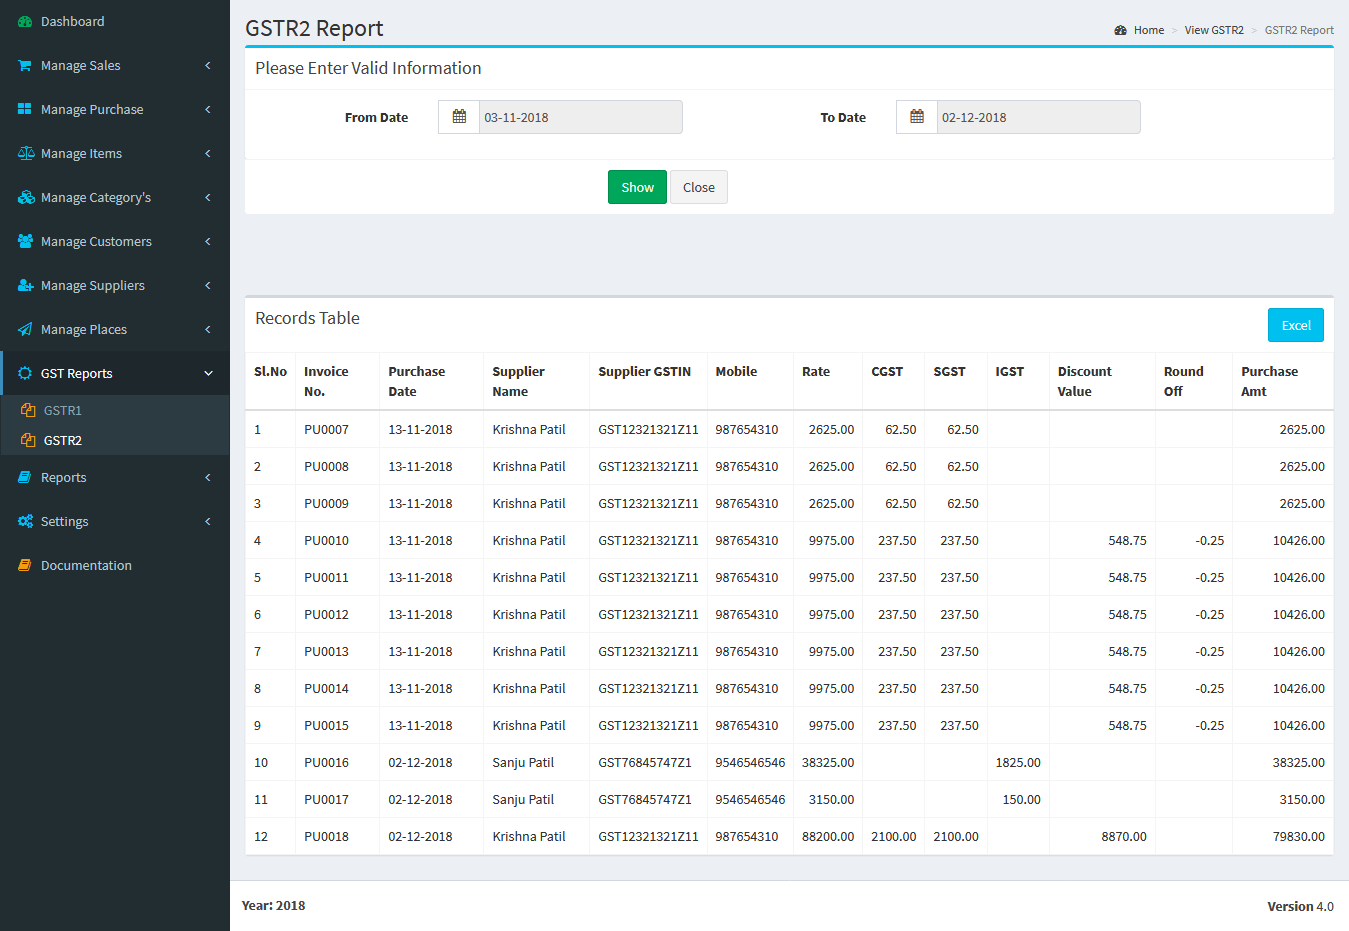 Dashboard
Manage Sales
Manage Purchase
Manage Items
Manage Category's
Manage Customers
Manage Suppliers
Manage Places
GST Reports
GSTR1
GSTR2
Reports
Settings
Documentation
GSTR2 Report
Home > View GSTR2 > GSTR2 Report
Please Enter Valid Information
From Date 03-11-2018 To Date 02-12-2018
Show Close
Records Table
Excel
Sl.No Invoice No. Purchase Date Supplier Name Supplier GSTIN Mobile Rate CGST SGST IGST Discount Value Round Off Purchase Amt
1 PU0007 13-11-2018 Krishna Patil GST12321321Z11 987654310 2625.00 62.50 62.50 2625.00
2 PU0008 13-11-2018 Krishna Patil GST12321321Z11 987654310 2625.00 62.50 62.50 2625.00
3 PU0009 13-11-2018 Krishna Patil GST12321321Z11 987654310 2625.00 62.50 62.50 2625.00
4 PU0010 13-11-2018 Krishna Patil GST12321321Z11 987654310 9975.00 237.50 237.50 548.75 -0.25 10426.00
5 PU0011 13-11-2018 Krishna Patil GST12321321Z11 987654310 9975.00 237.50 237.50 548.75 -0.25 10426.00
6 PU0012 13-11-2018 Krishna Patil GST12321321Z11 987654310 9975.00 237.50 237.50 548.75 -0.25 10426.00
7 PU0013 13-11-2018 Krishna Patil GST12321321Z11 987654310 9975.00 237.50 237.50 548.75 -0.25 10426.00
8 PU0014 13-11-2018 Krishna Patil GST12321321Z11 987654310 9975.00 237.50 237.50 548.75 -0.25 10426.00
9 PU0015 13-11-2018 Krishna Patil GST12321321Z11 987654310 9975.00 237.50 237.50 548.75 -0.25 10426.00
10 PU0016 02-12-2018 Sanju Patil GST76845747Z1 9546546546 38325.00 1825.00 38325.00
11 PU0017 02-12-2018 Sanju Patil GST76845747Z1 9546546546 3150.00 150.00 3150.00
12 PU0018 02-12-2018 Krishna Patil GST12321321Z11 987654310 88200.00 2100.00 2100.00 8870.00 79830.00
Year: 2018
Version 4.0